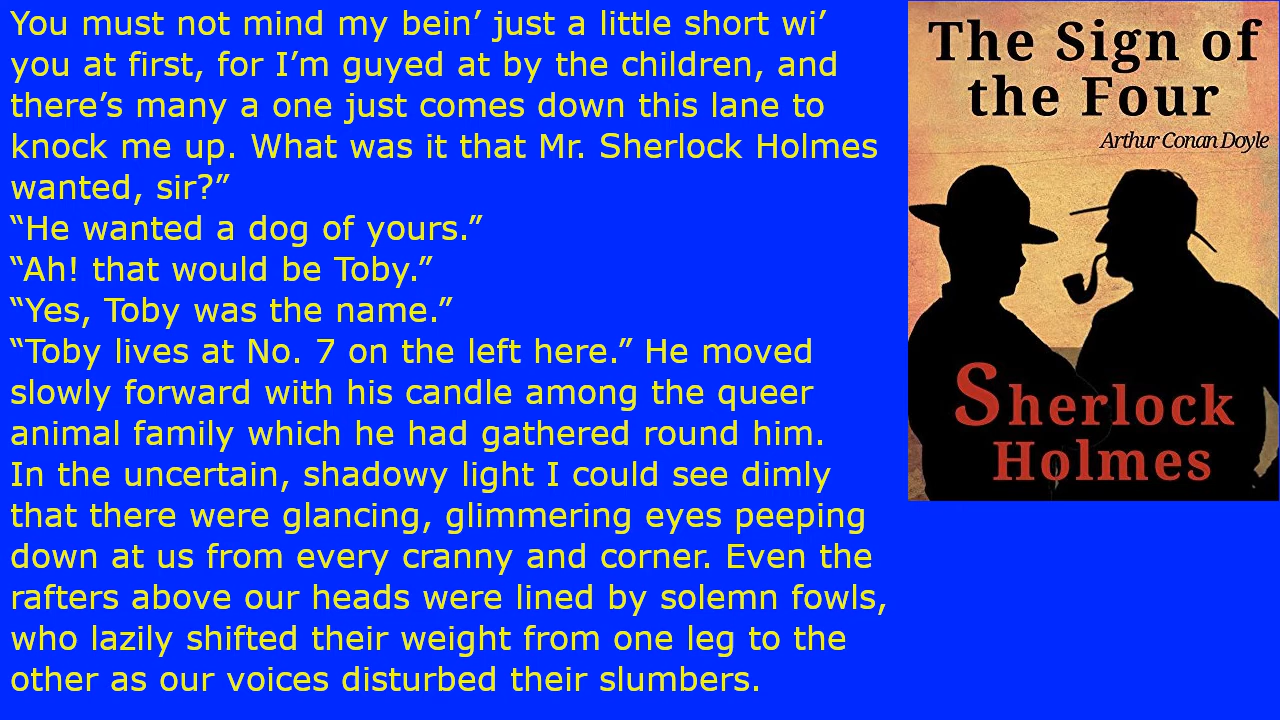 You must not mind my bein’ just a little short wi’
you at first, for I’m guyed at by the children, and
there’s many a one just comes down this lane to
knock me up. What was it that Mr. Sherlock Holmes
wanted, sir?”
“He wanted a dog of yours.”
“Ah! that would be Toby.”
“Yes, Toby was the name.”
“Toby lives at No. 7 on the left here.” He moved
slowly forward with his candle among the queer
animal family which he had gathered round him.
In the uncertain, shadowy light I could see dimly
that there were glancing, glimmering eyes peeping
down at us from every cranny and corner. Even the
rafters above our heads were lined by solemn fowls,
who lazily shifted their weight from one leg to the
other as our voices disturbed their slumbers.
The Sign of
the Four
Arthur Conan Doyle
Sherlock
Holmes